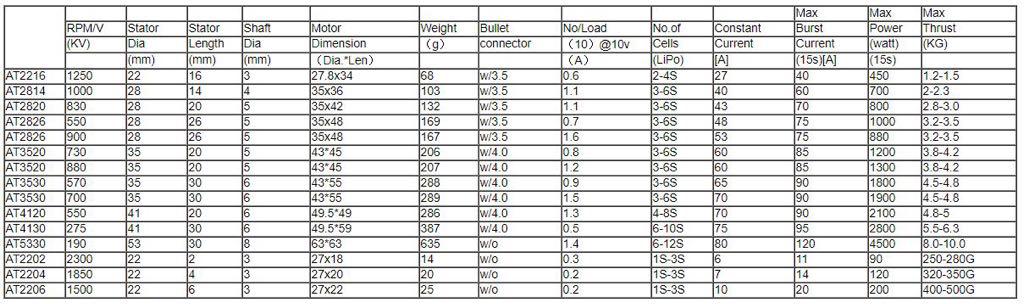 Max Max Max
RPM/V Stator Stator Shaft Motor Weight Bullet No/Load No.of Constant Burst Power Thrust
(KV) Dia Length Dia Dimension （g） connector （10）@10v Cells Current Current (watt) (KG)
(mm) (mm) (mm) （Dia.*Len） （A） (LiPo) [A] (15s)[A] (15s)
AT2216 1250 22 16 3 27.8x34 68 w/3.5 0.6 2-4S 27 40 450 1.2-1.5
AT2814 1000 28 14 4 35x36 103 w/3.5 1.1 3-6S 40 60 700 2-2.3
AT2820 830 28 20 5 35x42 132 w/3.5 1.1 3-6S 43 70 800 2.8-3.0
AT2826 550 28 26 5 35x48 169 w/3.5 0.7 3-6S 48 75 1000 3.2-3.5
AT2826 900 28 26 5 35x48 167 w/3.5 1.6 3-6S 53 75 880 3.2-3.5
AT3520 730 35 20 5 43*45 206 w/4.0 0.8 3-6S 60 85 1200 3.8-4.2
AT3520 880 35 20 5 43*45 207 w/4.0 1.2 3-6S 60 85 1300 3.8-4.2
AT3530 570 35 30 6 43*55 288 w/4.0 0.9 3-6S 65 90 1800 4.5-4.8
AT3530 700 35 30 6 43*55 289 w/4.0 1.5 3-6S 70 90 1900 4.5-4.8
AT4120 550 41 20 6 49.5*49 286 w/4.0 1.3 4-8S 70 90 2100 4.8-5
AT4130 275 41 30 6 49.5*59 387 w/4.0 0.5 6-10S 75 95 2800 5.5-6.3
AT5330 190 53 30 8 63*63 635 w/o 1.4 6-12S 80 120 4500 8.0-10.0
AT2202 2300 22 2 3 27x18 14 w/o 0.3 1S-3S 6 11 90 250-280G
AT2204 1850 22 4 3 27x20 20 w/o 0.2 1S-3S 7 14 120 320-350G
AT2206 1500 22 6 3 27x22 25 w/o 0.2 1S-3S 10 20 200 400-500G